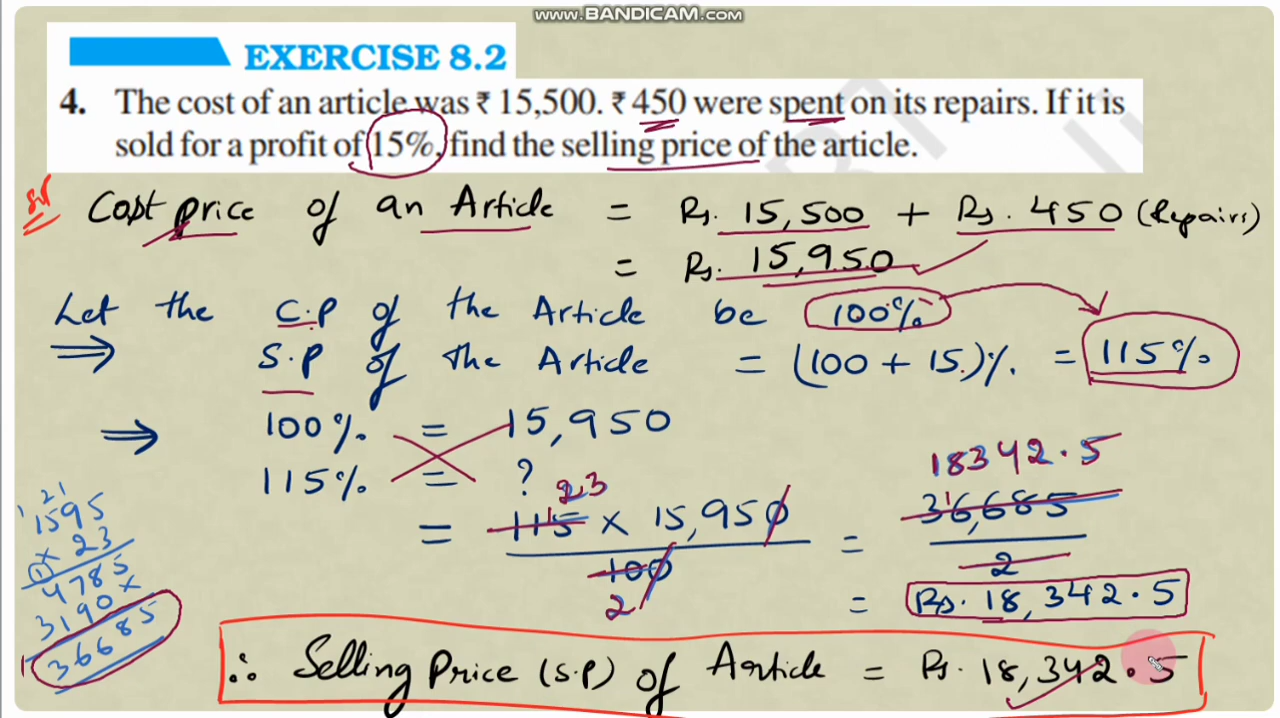 WWW.BANDICAM.COM
EXERCISE 8.2
4. The cost of an article was ₹ 15,500. ₹ 450 were spent on its repairs. If it is
sold for a profit of 15%, find the selling price of the article.
Sol Cost price of an Article = Rs. 15,500 + Rs. 450 (Repairs)
= Rs. 15,950
Let the C.P of the Article be 100%.
⇒ S.P of the Article = (100 + 15)%. = 115%.
⇒ 100%. = 15,950
115%. = ?
23
= 115 × 15,950
100
2
18342.5
= 36,685
2
= Rs. 18,342.5
1595
× 23
4785
3190×
36685
∴ Selling Price (S.P) of Article = Rs. 18,342.5